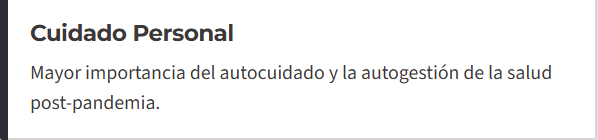 Cuidado Personal
Mayor importancia del autocuidado y la autogestión de la salud
post-pandemia.